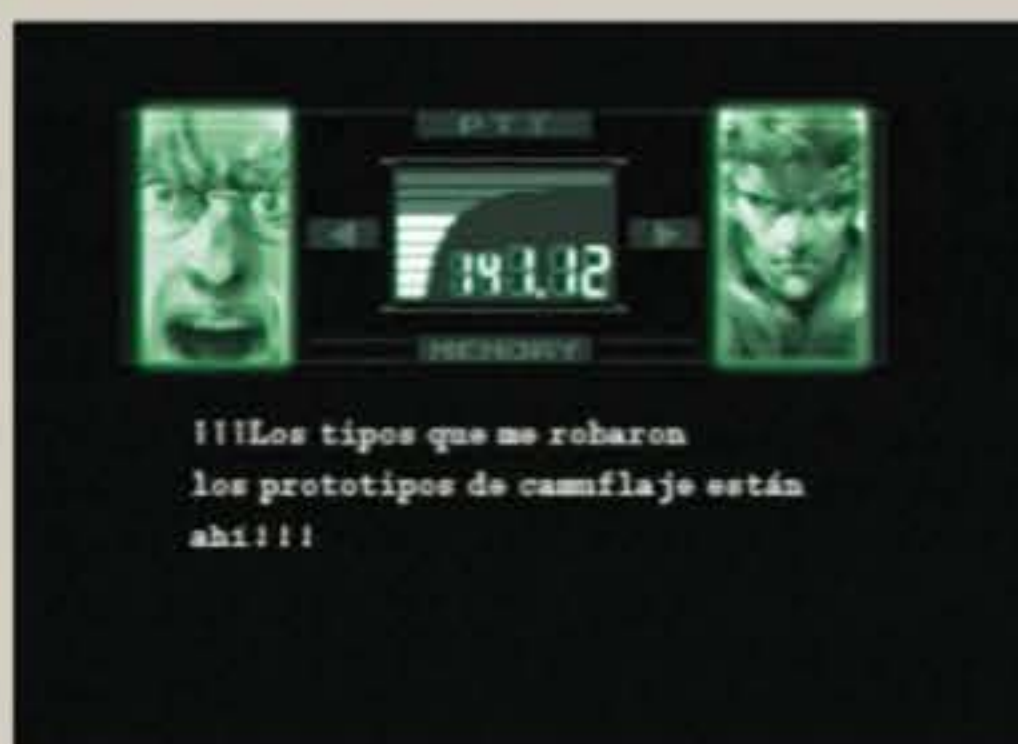 PTT
141.12
MEMORY
¡¡¡Los tipos que me robaron
los prototipos de camuflaje están
ahí!!!